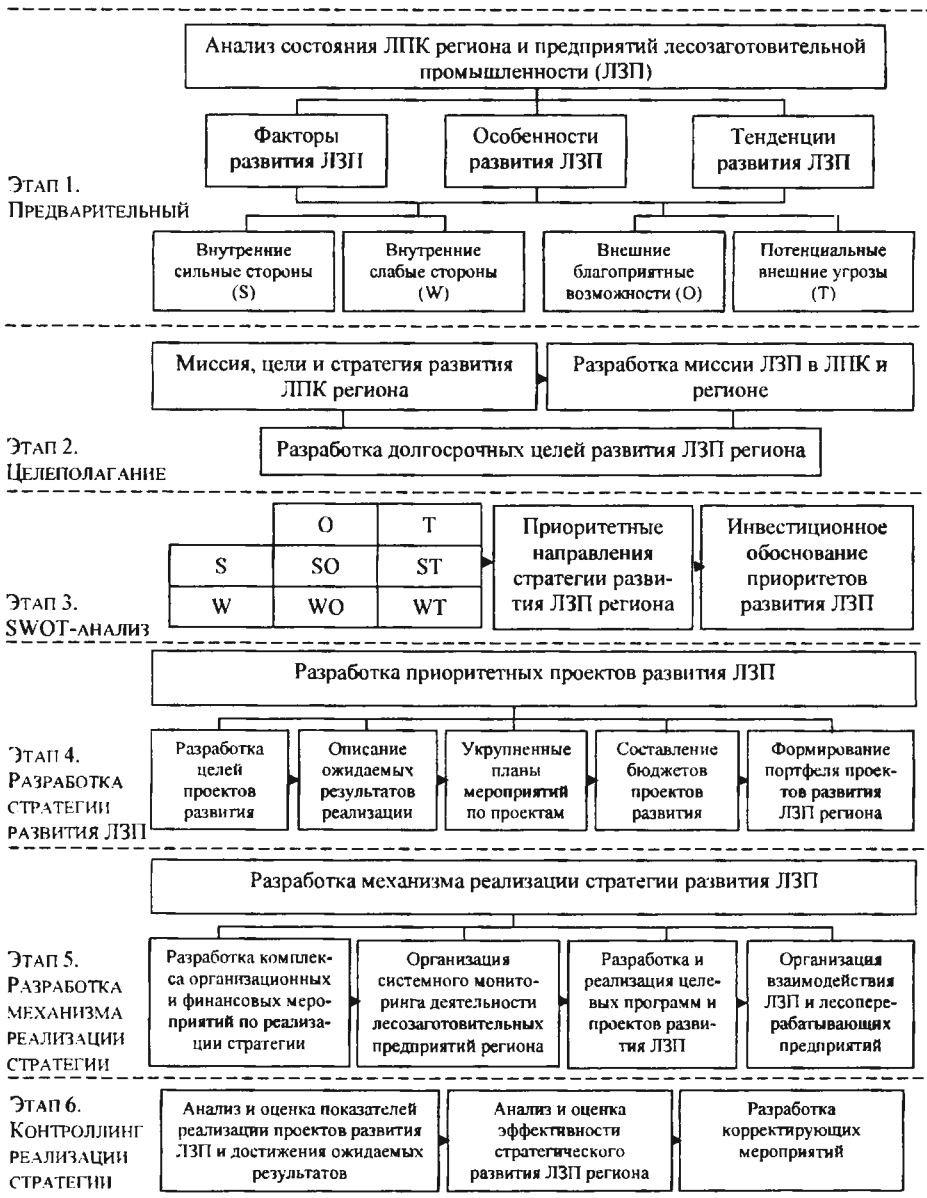 Анализ состояния ЛПК региона и предприятий лесозаготовительной
промышленности (ЛЗП)
Факторы
развития ЛЗП
Особенности
развития ЛЗП
Тенденции
развития ЛЗП
Этап 1.
Предварительный
Внутренние
сильные стороны
(S)
Внутренние
слабые стороны
(W)
Внешние
благоприятные
возможности (O)
Потенциальные
внешние угрозы
(T)
Миссия, цели и стратегия развития
ЛПК региона
Разработка миссии ЛЗП в ЛПК и
регионе
Этап 2.
Целеполагание
Разработка долгосрочных целей развития ЛЗП региона
Этап 3.
SWOT-анализ
O T
S SO ST
W WO WT
Приоритетные
направления
стратегии разви-
тия ЛЗП региона
Инвестиционное
обоснование
приоритетов
развития ЛЗП
Разработка приоритетных проектов развития ЛЗП
Этап 4.
Разработка
стратегии
развития ЛЗП
Разработка
целей
проектов
развития
Описание
ожидаемых
результатов
реализации
Укрупненные
планы
мероприятий
по проектам
Составление
бюджетов
проектов
развития
Формирование
портфеля проек-
тов развития
ЛЗП региона
Разработка механизма реализации стратегии развития ЛЗП
Этап 5.
Разработка
механизма
реализации
стратегии
Разработка комплек-
са организационных
и финансовых меро-
приятий по реализа-
ции стратегии
Организация
системного монито-
ринга деятельности
лесозаготовительных
предприятий региона
Разработка и
реализация целе-
вых программ и
проектов разви-
тия ЛЗП
Организация
взаимодействия
ЛЗП и лесопере-
рабатывающих
предприятий
Этап 6.
Контроллинг
реализации
стратегии
Анализ и оценка показателей
реализации проектов развития
ЛЗП и достижения ожидаемых
результатов
Анализ и оценка
эффективности
стратегического
развития ЛЗП региона
Разработка
корректирующих
мероприятий